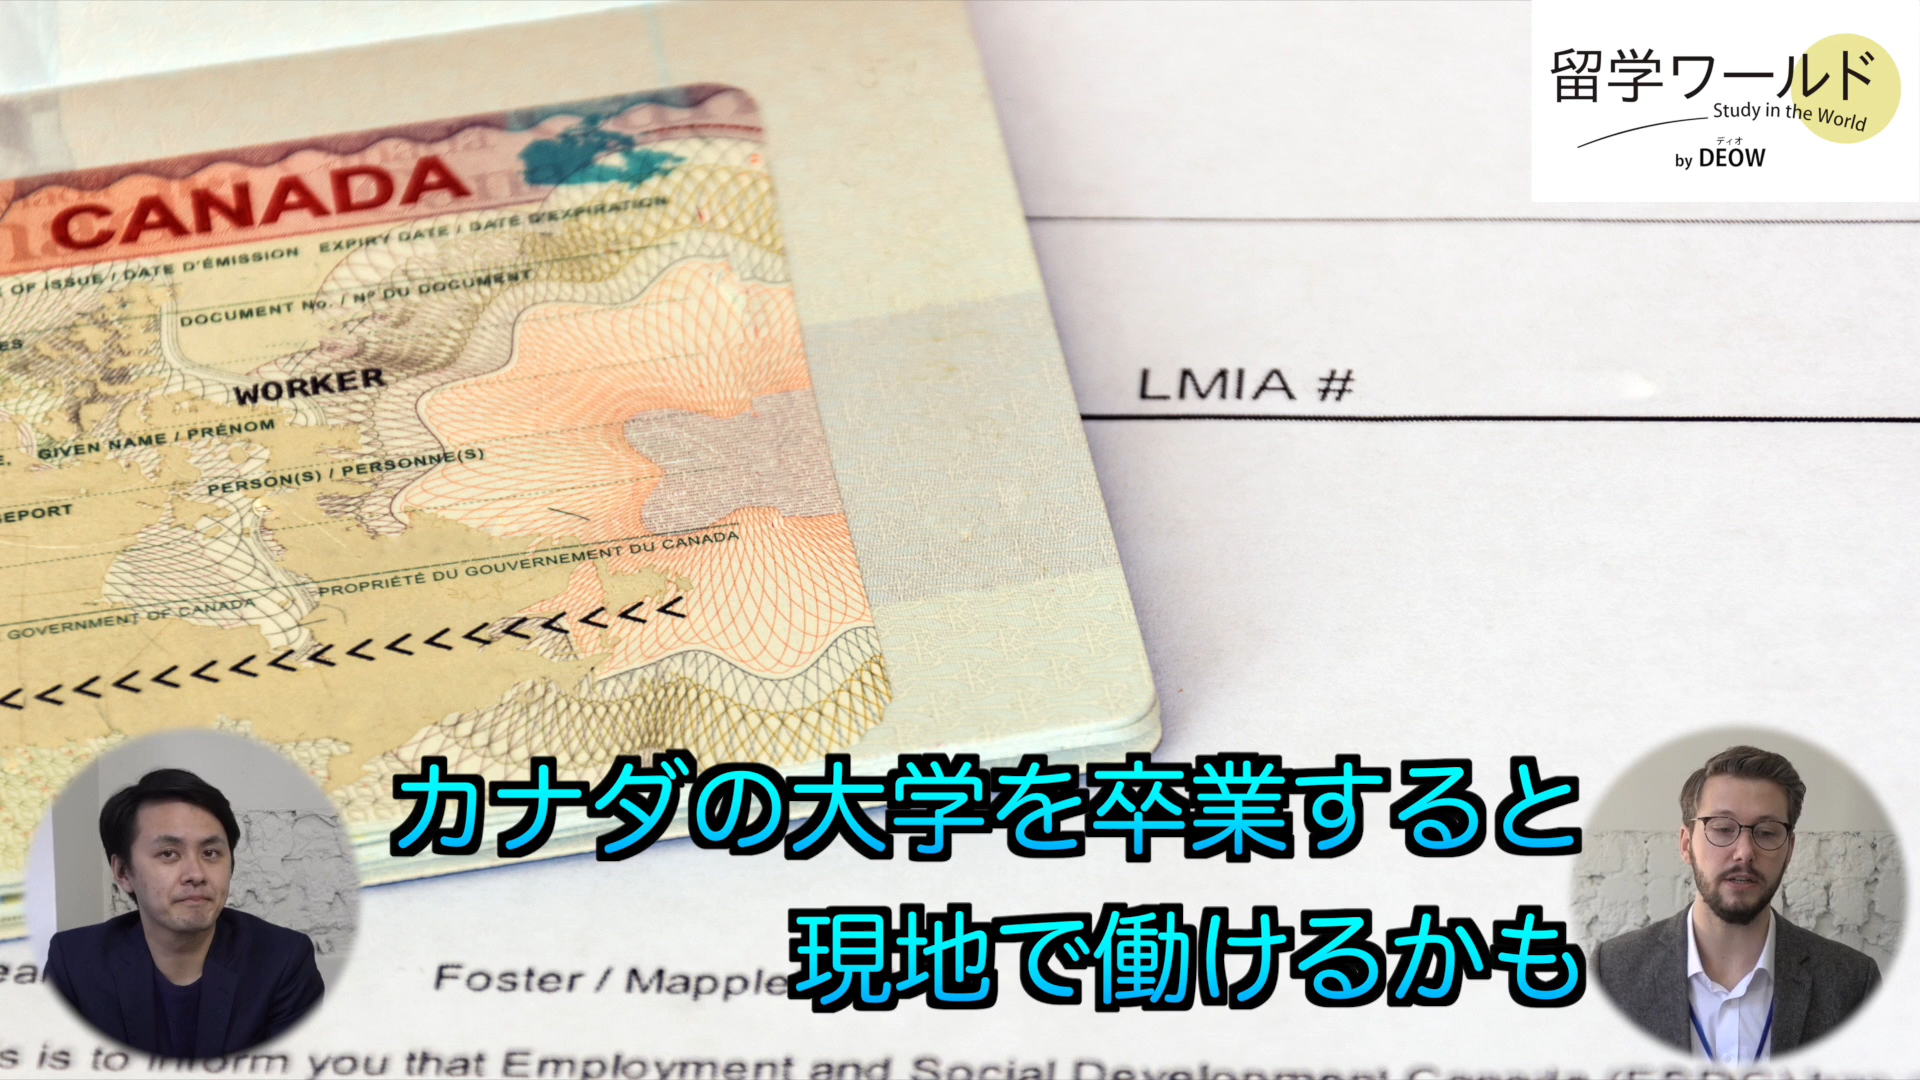 留学ワールド
Study in the World
ディオ
by DEOW
CANADA
OF ISSUE / DATE D'ÉMISSION EXPIRY DATE / DATE D'EXPIRATION
DOCUMENT No. / Nº DU DOCUMENT
WORKER
GIVEN NAME / PRÉNOM
PERSON(S) / PERSONNE(S)
GOVERNMENT OF CANADA PROPRIÉTÉ DU GOUVERNEMENT DU CANADA
<<<<<<<<<<<<<<<<<<
LMIA #
カナダの大学を卒業すると
現地で働けるかも
Foster / Mapple
is to inform you that Employment and Social Development Canada